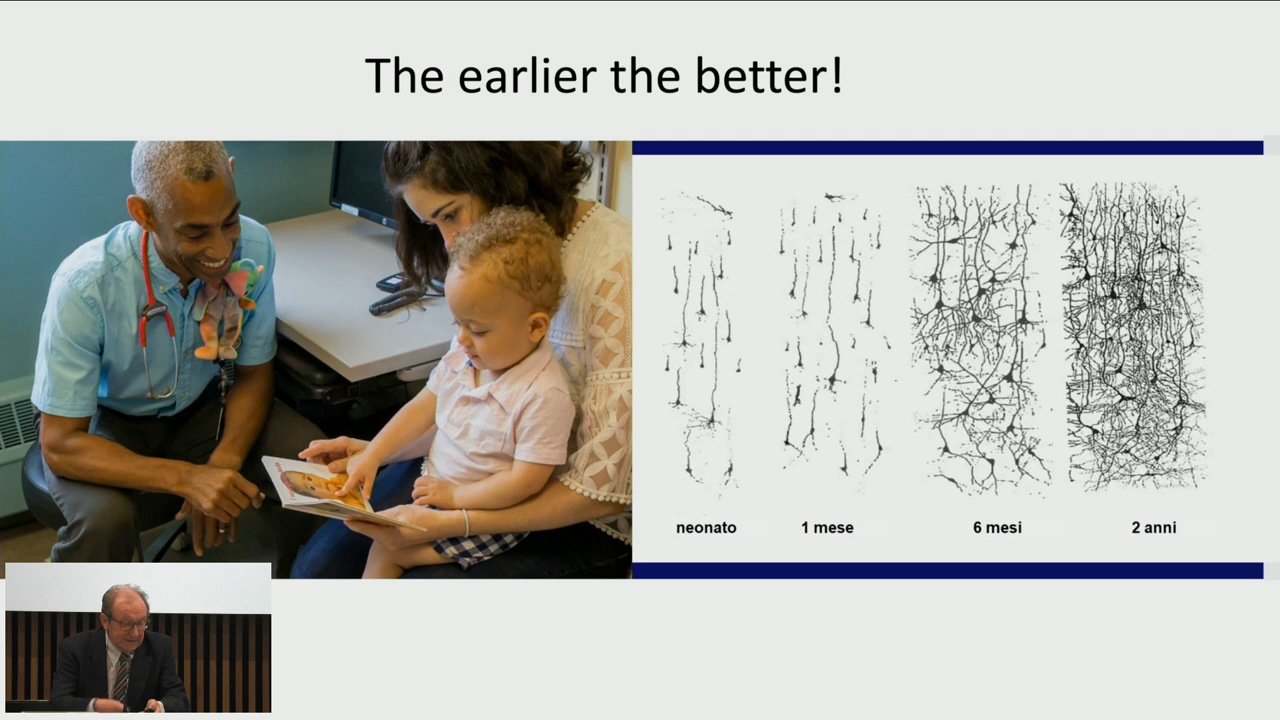 The earlier the better!
neonato
1 mese
6 mesi
2 anni